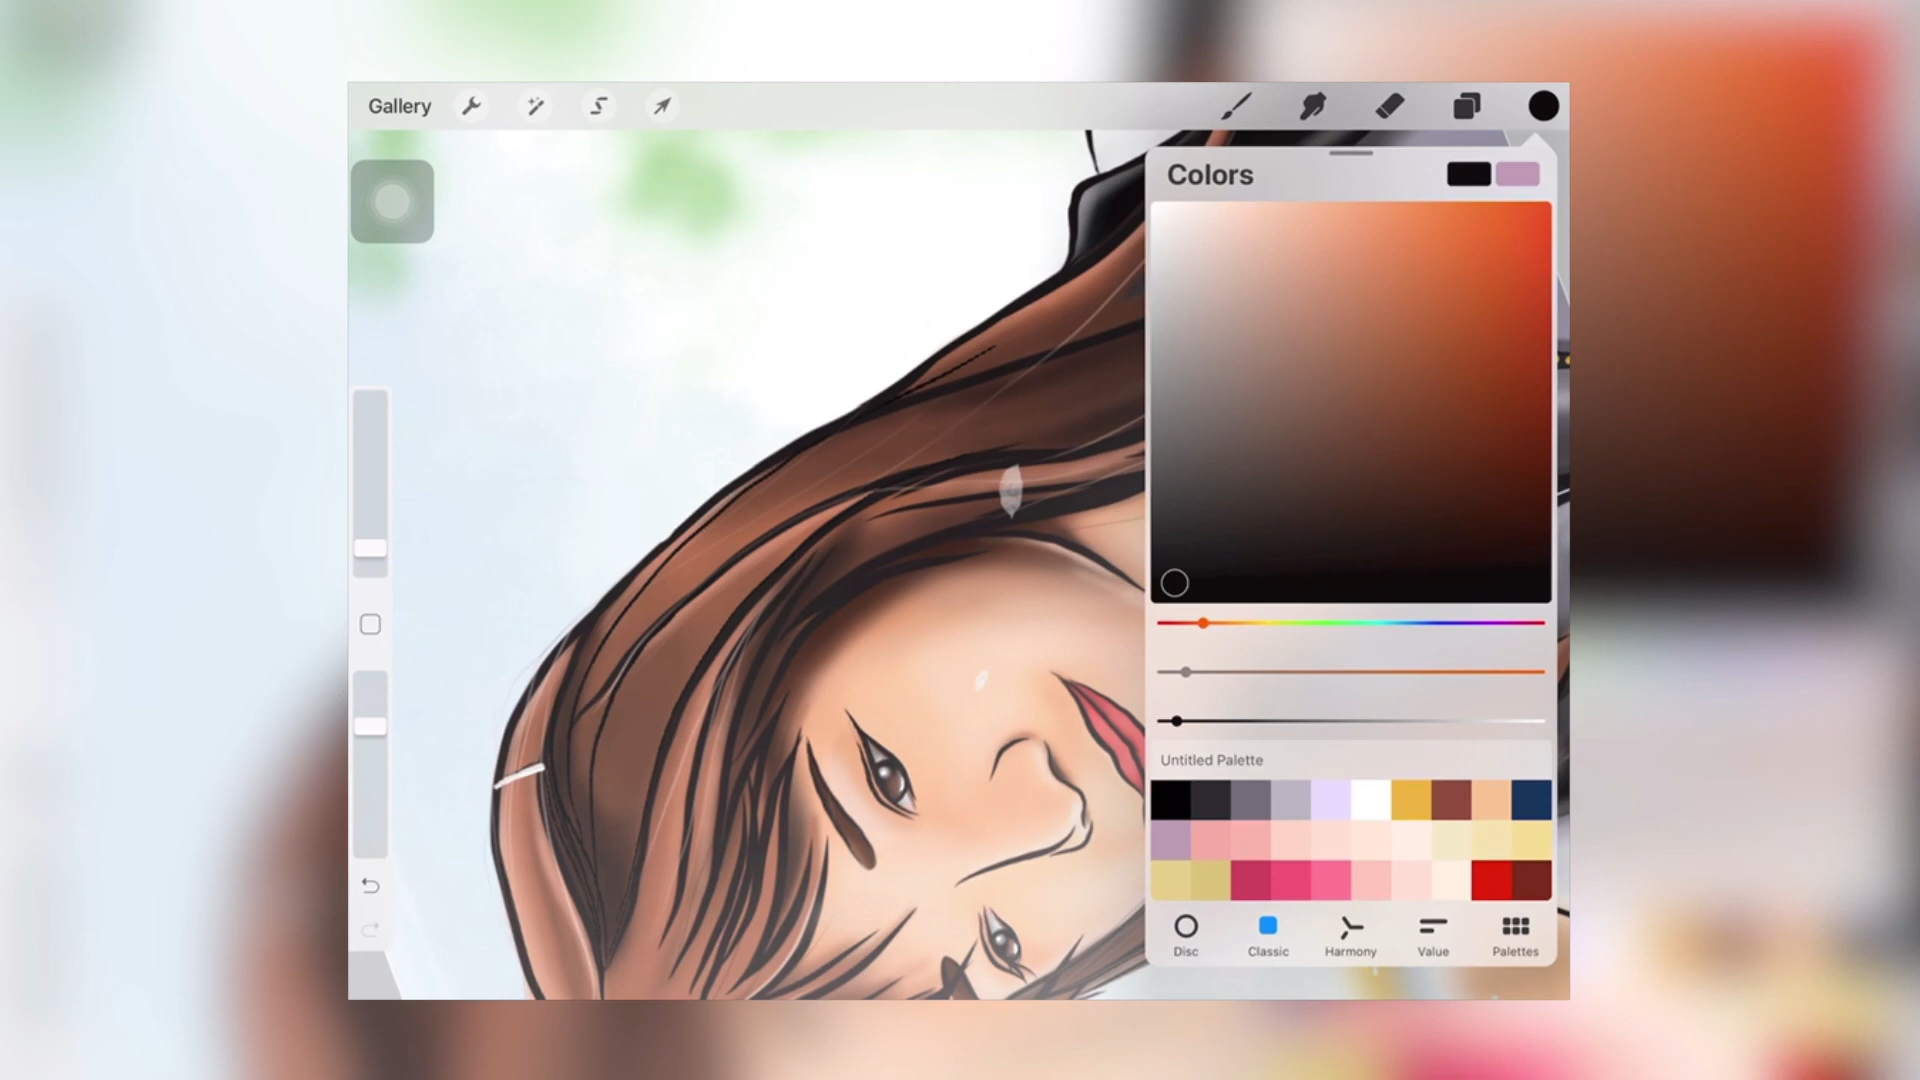 Gallery
Colors
Untitled Palette
Disc
Classic
Harmony
Value
Palettes